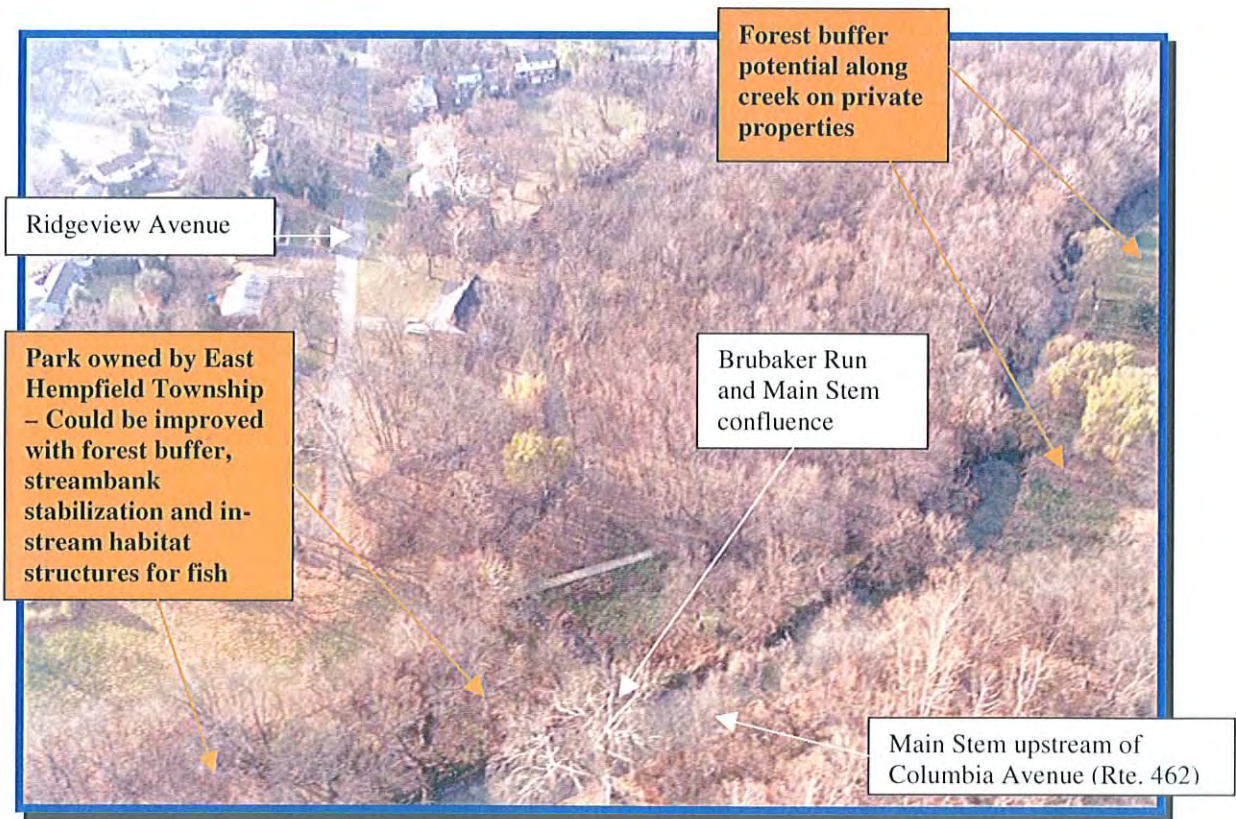 Forest buffer
potential along
creek on private
properties
Ridgeview Avenue
Park owned by East
Hempfield Township
– Could be improved
with forest buffer,
streambank
stabilization and in-
stream habitat
structures for fish
Brubaker Run
and Main Stem
confluence
Main Stem upstream of
Columbia Avenue (Rte. 462)